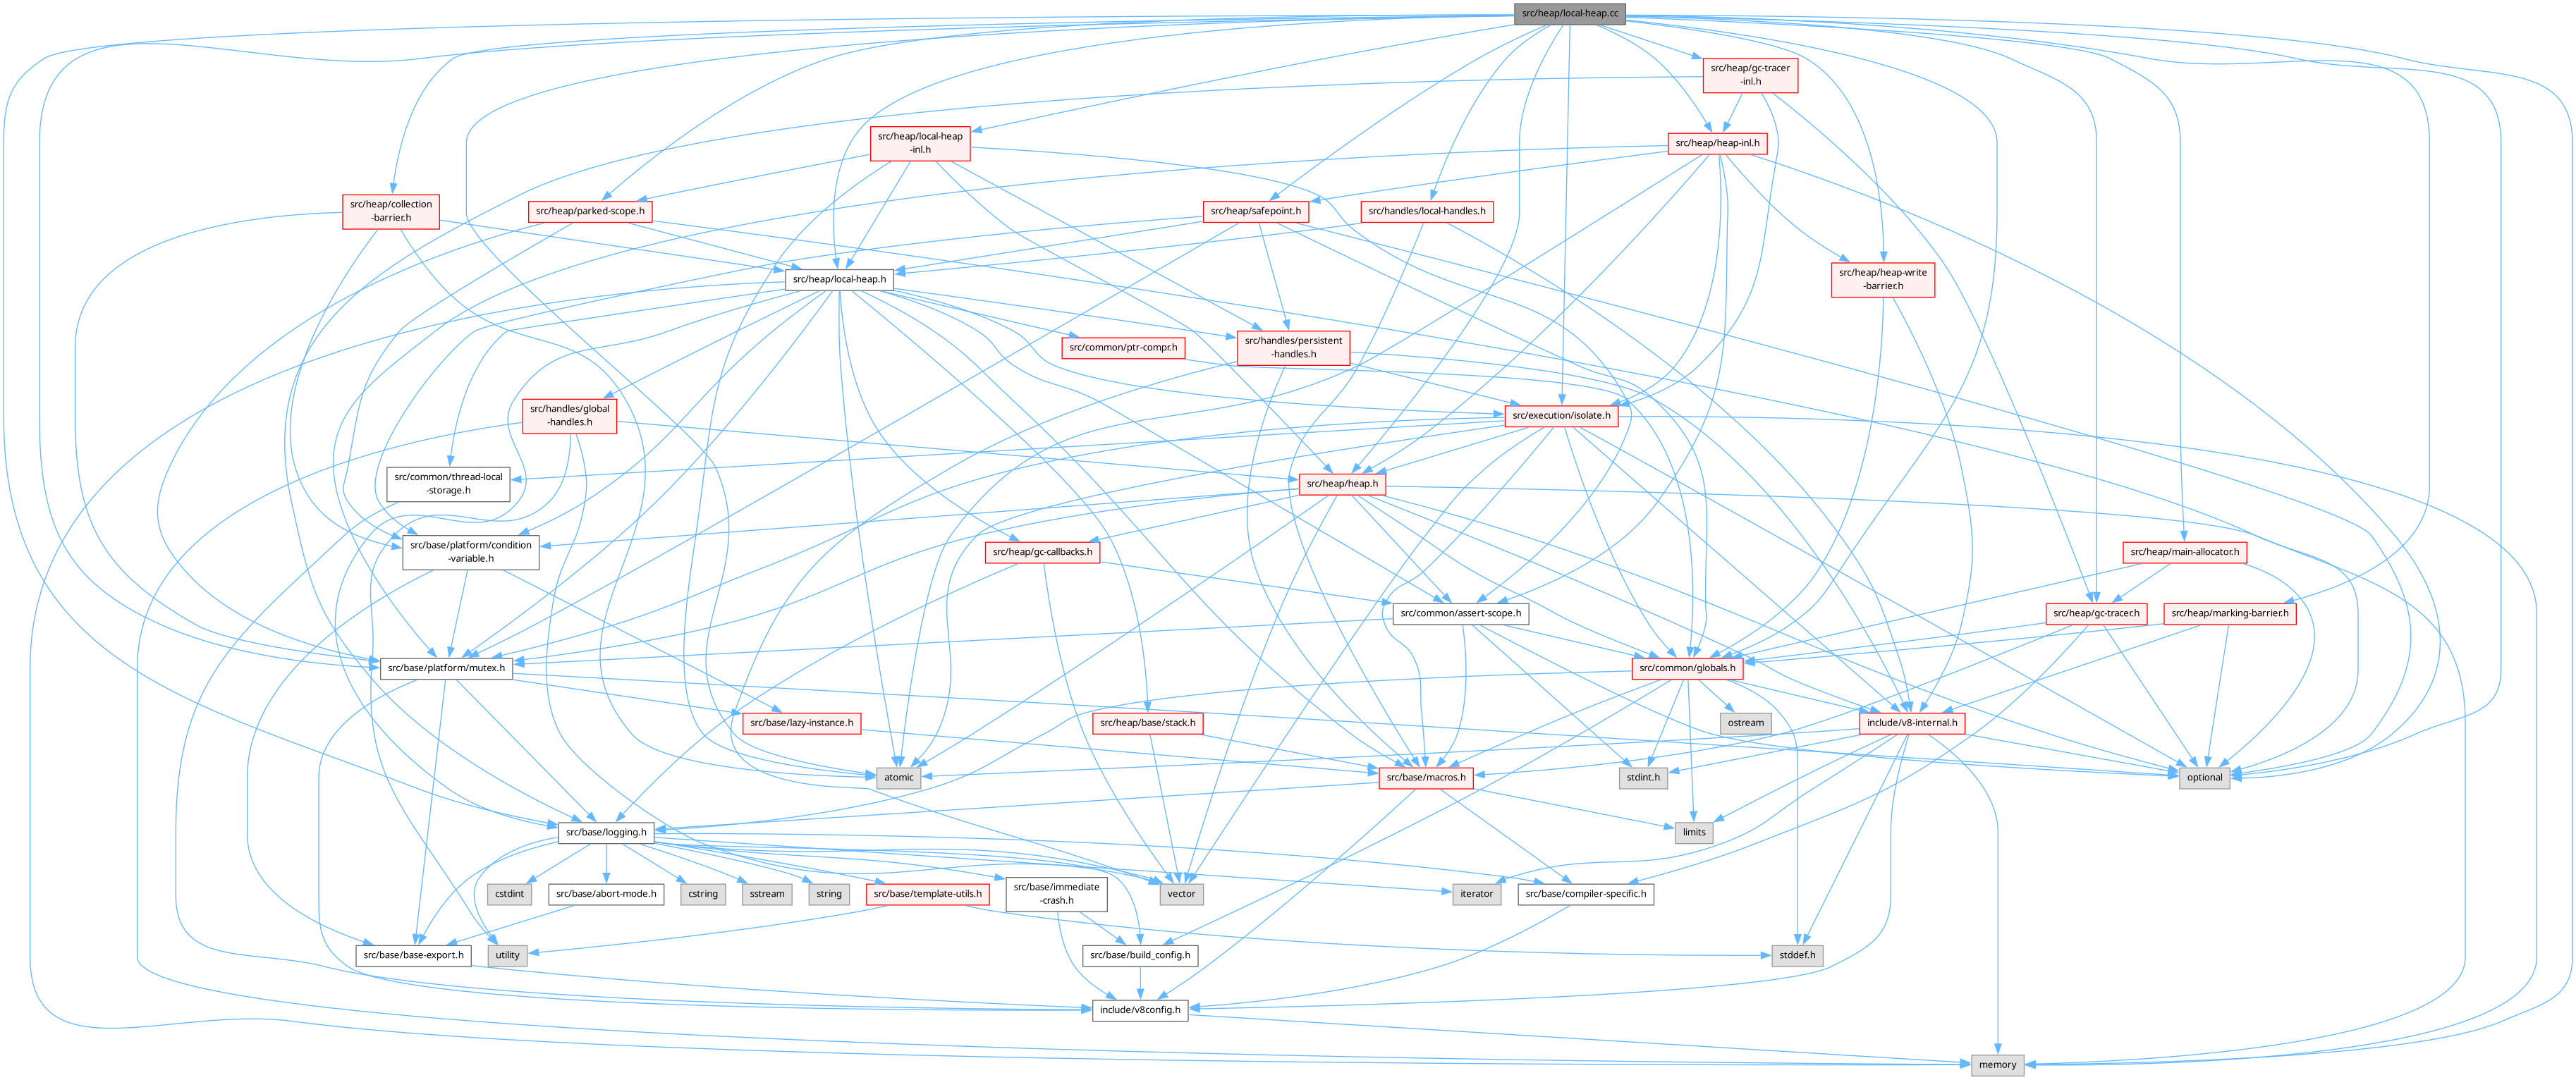 src/heap/local-heap.cc
src/heap/gc-tracer
-inl.h
src/heap/local-heap
-inl.h
src/heap/heap-inl.h
src/heap/collection
-barrier.h
src/heap/parked-scope.h
src/heap/safepoint.h
src/handles/local-handles.h
src/heap/local-heap.h
src/heap/heap-write
-barrier.h
src/common/ptr-compr.h
src/handles/persistent
-handles.h
src/handles/global
-handles.h
src/execution/isolate.h
src/common/thread-local
-storage.h
src/heap/heap.h
src/base/platform/condition
-variable.h
src/heap/gc-callbacks.h
src/heap/main-allocator.h
src/common/assert-scope.h
src/heap/gc-tracer.h
src/heap/marking-barrier.h
src/base/platform/mutex.h
src/common/globals.h
src/base/lazy-instance.h
src/heap/base/stack.h
ostream
include/v8-internal.h
atomic
src/base/macros.h
stdint.h
optional
src/base/logging.h
limits
cstdint
src/base/abort-mode.h
cstring
sstream
string
src/base/template-utils.h
src/base/immediate
-crash.h
vector
iterator
src/base/compiler-specific.h
src/base/base-export.h
utility
src/base/build_config.h
stddef.h
include/v8config.h
memory